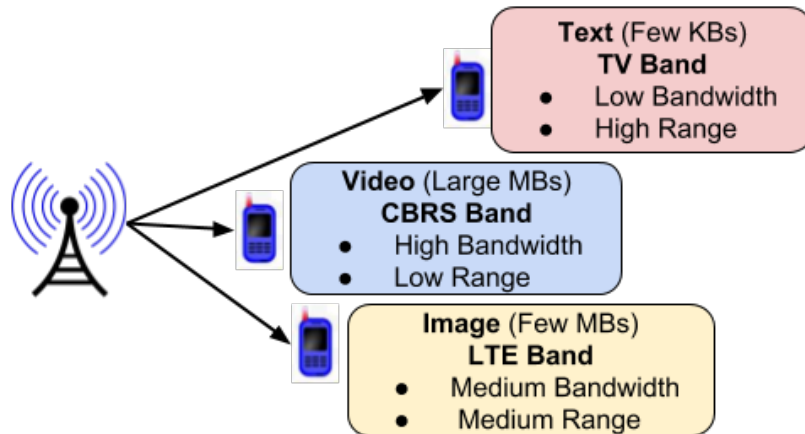 Text (Few KBs)
TV Band
● Low Bandwidth
● High Range
Video (Large MBs)
CBRS Band
● High Bandwidth
● Low Range
Image (Few MBs)
LTE Band
● Medium Bandwidth
● Medium Range